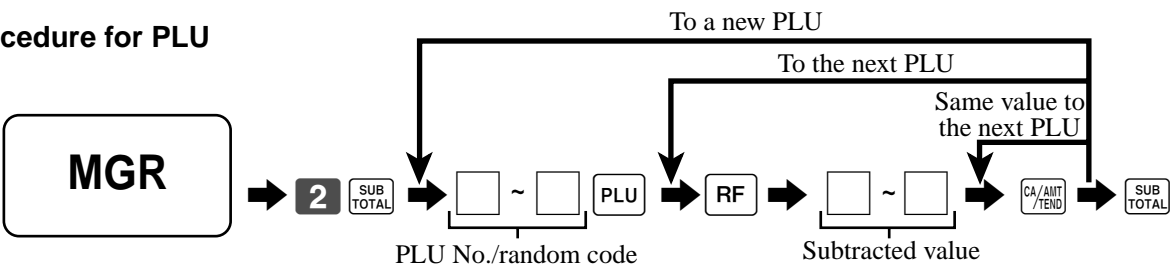 cedure for PLU
To a new PLU
To the next PLU
Same value to
the next PLU
MGR
2 SUB TOTAL ~ PLU RF ~ CA/AMT /TEND SUB TOTAL
PLU No./random code
Subtracted value